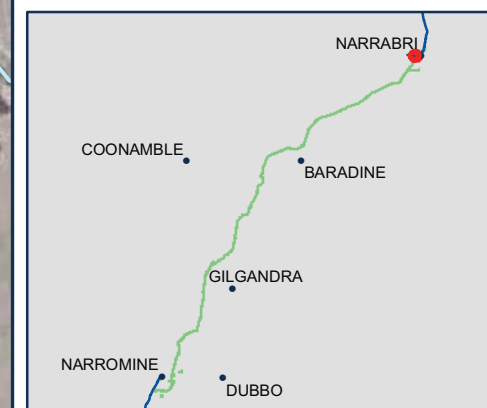 NARRABRI
COONAMBLE
BARADINE
GILGANDRA
NARROMINE
DUBBO